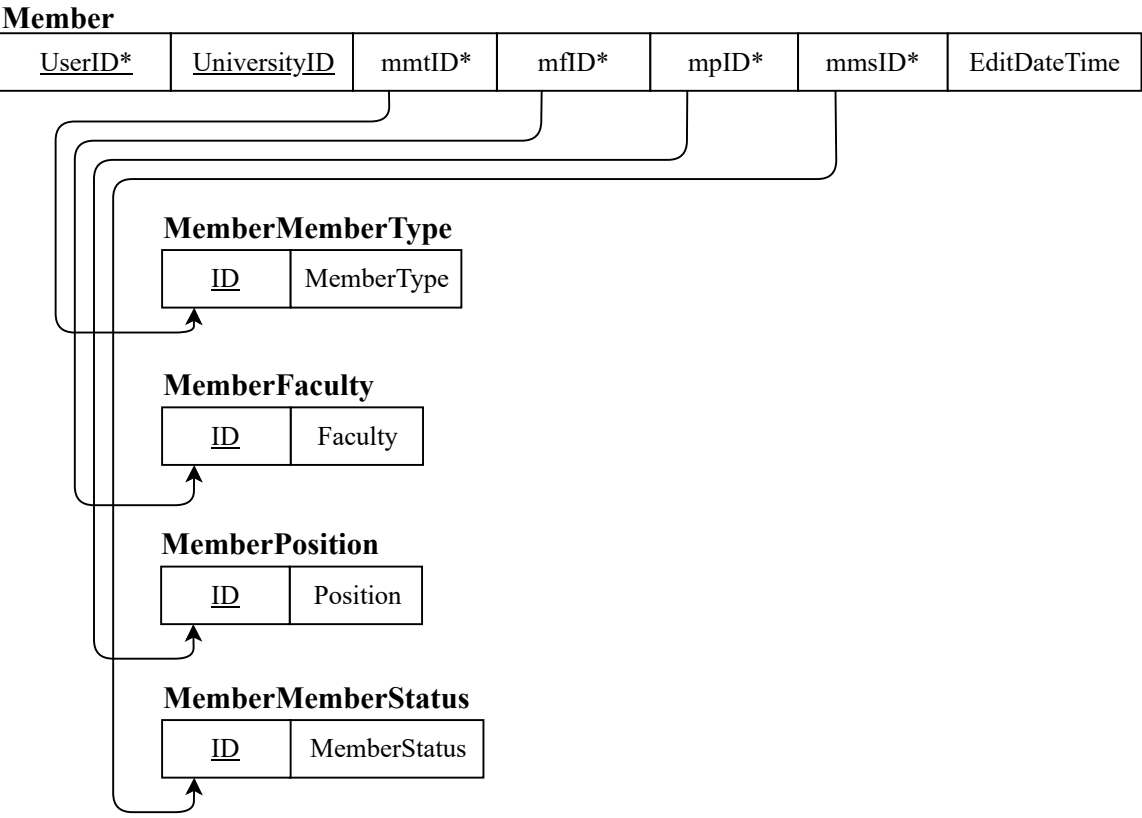 Member
UserID* UniversityID mmtID* mfID* mpID* mmsID* EditDateTime
MemberMemberType
ID MemberType
MemberFaculty
ID Faculty
MemberPosition
ID Position
MemberMemberStatus
ID MemberStatus